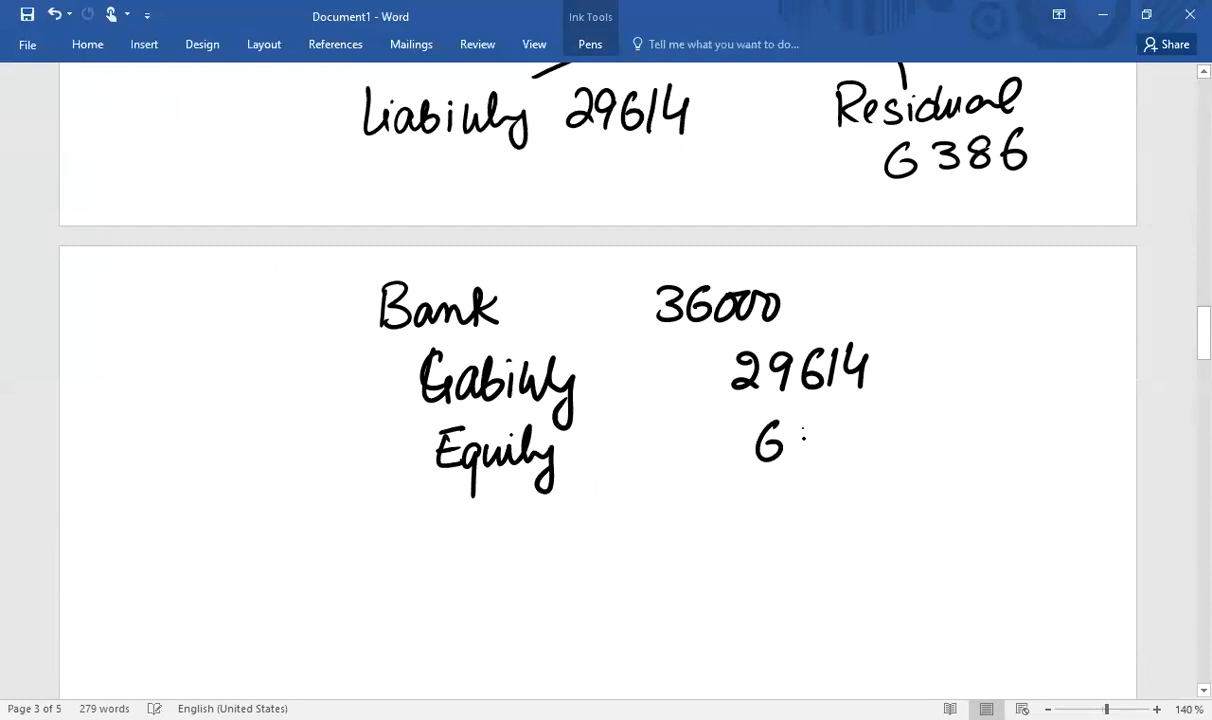 Document1 - Word
Ink Tools
File Home Insert Design Layout References Mailings Review View Pens Tell me what you want to do... Share
Liability 29614
Residual
6386
Bank 36000
Liability 29614
Equity 6
Page 3 of 5 279 words English (United States) 140 %